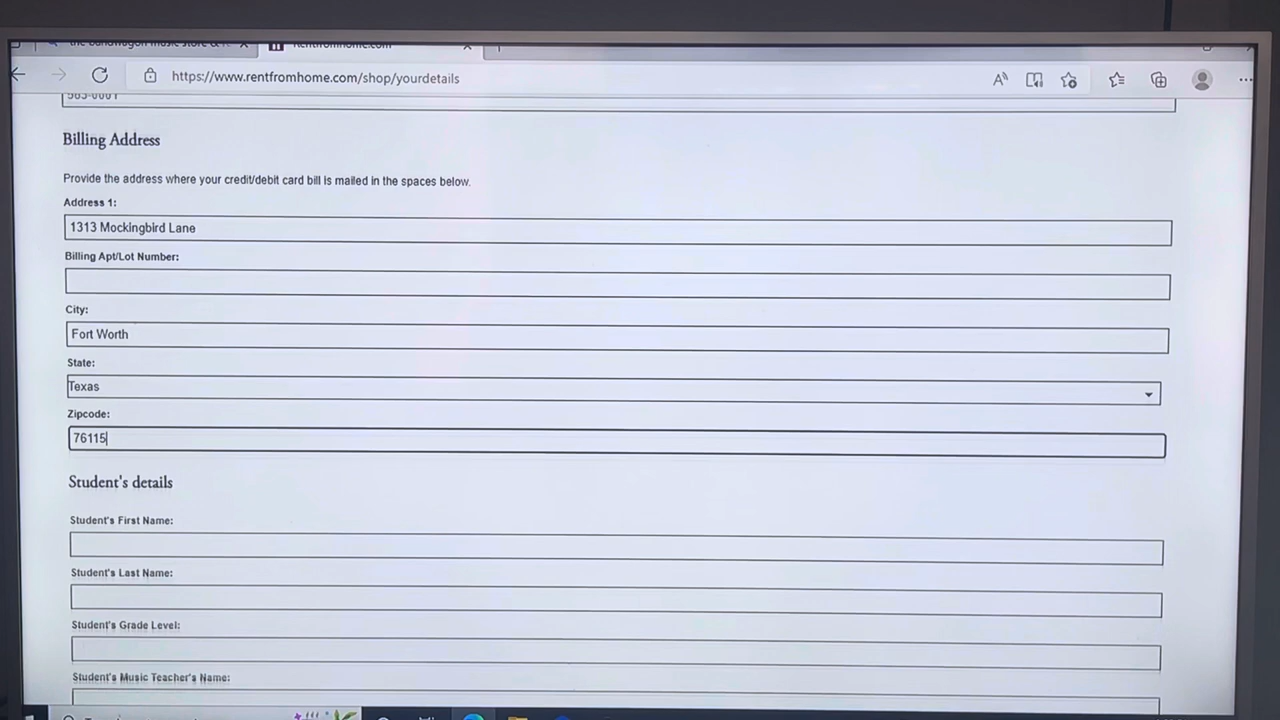 Rentfromhome.com
https://www.rentfromhome.com/shop/yourdetails
Billing Address
Provide the address where your credit/debit card bill is mailed in the spaces below.
Address 1:
1313 Mockingbird Lane
Billing Apt/Lot Number:
City:
Fort Worth
State:
Texas
Zipcode:
76115
Student's details
Student's First Name:
Student's Last Name:
Student's Grade Level:
Student's Music Teacher's Name: